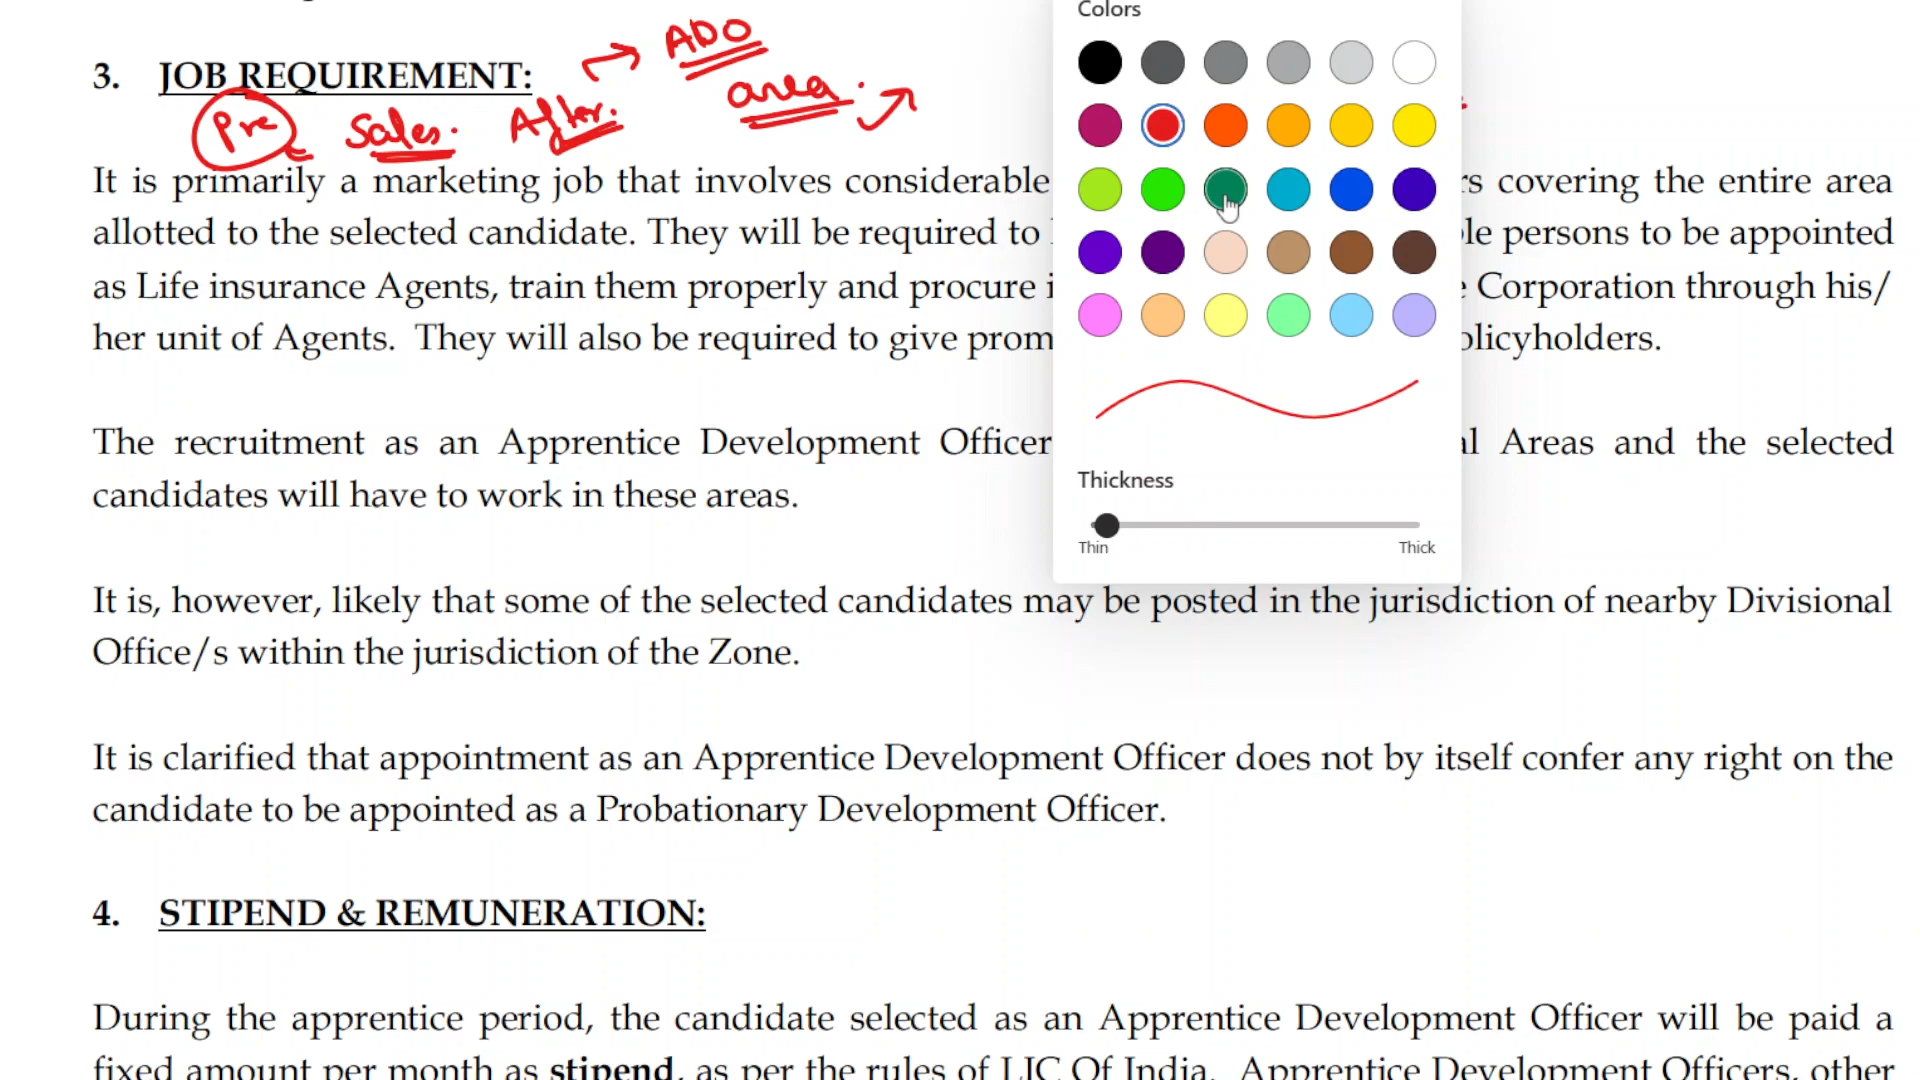 Colors
ADO
3. JOB REQUIREMENT:
area.
Pre Sales. After.
It is primarily a marketing job that involves considerable covering the entire area
allotted to the selected candidate. They will be required to persons to be appointed
as Life insurance Agents, train them properly and procure Corporation through his/
her unit of Agents. They will also be required to give
The recruitment as an Apprentice Development Officer Areas and the selected
candidates will have to work in these areas.
Thickness
Thin Thick
It is, however, likely that some of the selected candidates may be posted in the jurisdiction of nearby Divisional
Office/s within the jurisdiction of the Zone.
It is clarified that appointment as an Apprentice Development Officer does not by itself confer any right on the
candidate to be appointed as a Probationary Development Officer.
4. STIPEND & REMUNERATION:
During the apprentice period, the candidate selected as an Apprentice Development Officer will be paid a
fixed amount per month as stipend, as per the rules of LIC Of India. Apprentice Development Officers, other